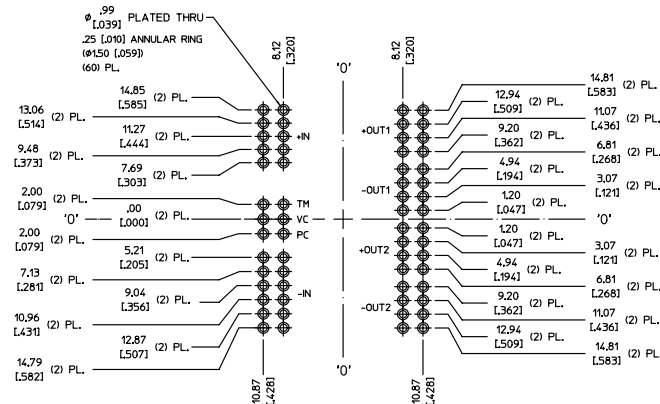 ø .99
[.039] PLATED THRU
.25 [.010] ANNULAR RING
(ø1.50 [.059])
(60) PL.
8.12
[.320]
8.12
[.320]
'0'
14.85
[.585] (2) PL.
13.06
[.514] (2) PL.
11.27
[.444] (2) PL.
+IN
9.48
[.373] (2) PL.
7.69
[.303] (2) PL.
2.00
[.079] (2) PL.
TM
'0'
.00
[.000] (2) PL.
VC
2.00
[.079] (2) PL.
PC
5.21
[.205] (2) PL.
7.13
[.281] (2) PL.
9.04
[.356] (2) PL.
-IN
10.96
[.431] (2) PL.
12.87
[.507] (2) PL.
14.79
[.582] (2) PL.
10.87
[.428]
'0'
10.87
[.428]
14.81
[.583] (2) PL.
12.94
[.509] (2) PL.
11.07
[.436] (2) PL.
+OUT1
9.20
[.362] (2) PL.
6.81
[.268] (2) PL.
4.94
[.194] (2) PL.
-OUT1
3.07
[.121] (2) PL.
1.20
[.047] (2) PL.
'0'
1.20
[.047] (2) PL.
3.07
[.121] (2) PL.
+OUT2
4.94
[.194] (2) PL.
6.81
[.268] (2) PL.
9.20
[.362] (2) PL.
-OUT2
11.07
[.436] (2) PL.
12.94
[.509] (2) PL.
14.81
[.583] (2) PL.